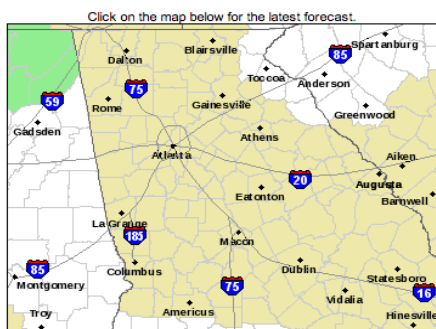 Click on the map below for the latest forecast.
Blairsville
Spartanburg
85
Dalton
Toccoa
Anderson
75
59
Rome
Gainesville
Greenwood
Gadsden
Athens
Atlanta
Aiken
20
Augusta
Eatonton
Barnwell
La Grange
185
Macon
85
Columbus
Dublin
Statesboro
Montgomery
75
16
Vidalia
Troy
Americus
Hinesville